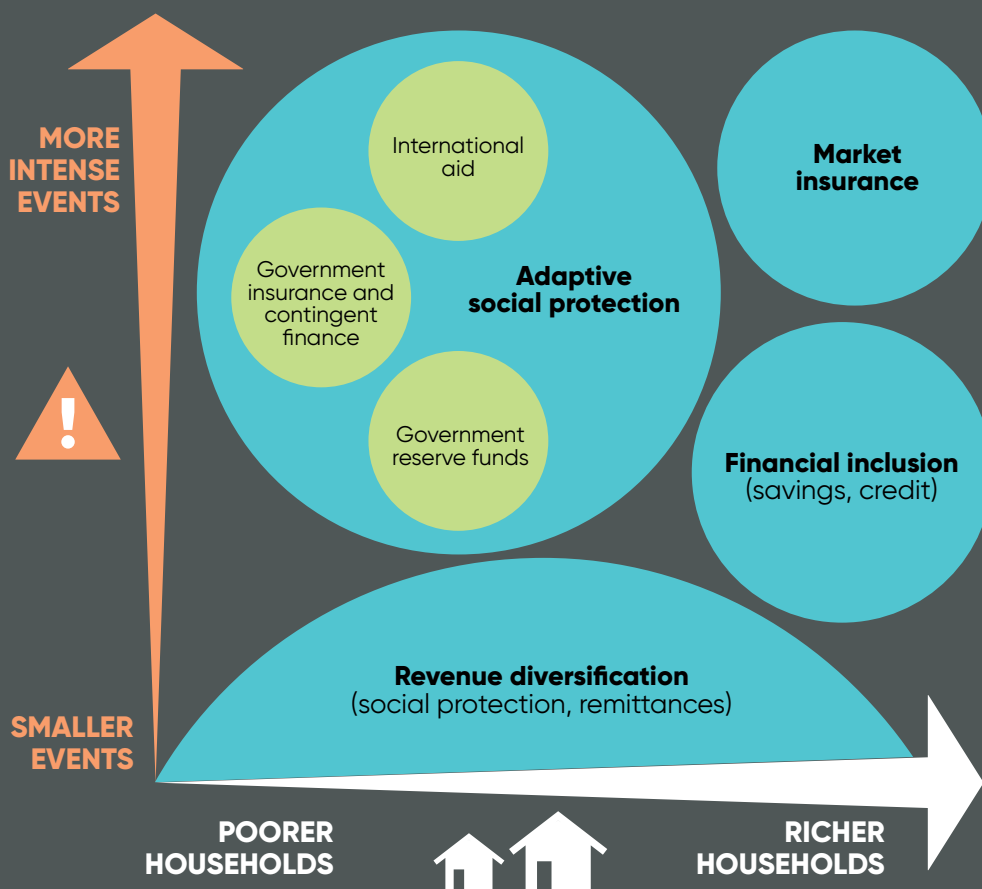 MORE
INTENSE
EVENTS
International
aid
Market
insurance
Government
insurance and
contingent
finance
Adaptive
social protection
!
Government
reserve funds
Financial inclusion
(savings, credit)
Revenue diversification
(social protection, remittances)
SMALLER
EVENTS
POORER
HOUSEHOLDS
RICHER
HOUSEHOLDS